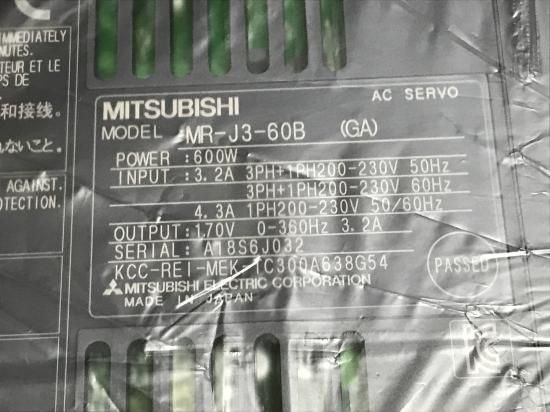 IMMEDIATELY
NUTES.
TEUR ET LE
PS DE
和接线。
ないこと。
AGAINST.
OTECTION.
MITSUBISHI
AC SERVO
MODEL MR-J3-60B (GA)
POWER :600W
INPUT :3.2A 3PH+1PH200-230V 50Hz
3PH+1PH200-230V 60Hz
4.3A 1PH200-230V 50/60Hz
OUTPUT:170V 0-360Hz 3.2A
SERIAL: A18S6J032
KCC-REI-MEK-TC300A638G54
PASSED
MITSUBISHI ELECTRIC CORPORATION
MADE IN JAPAN